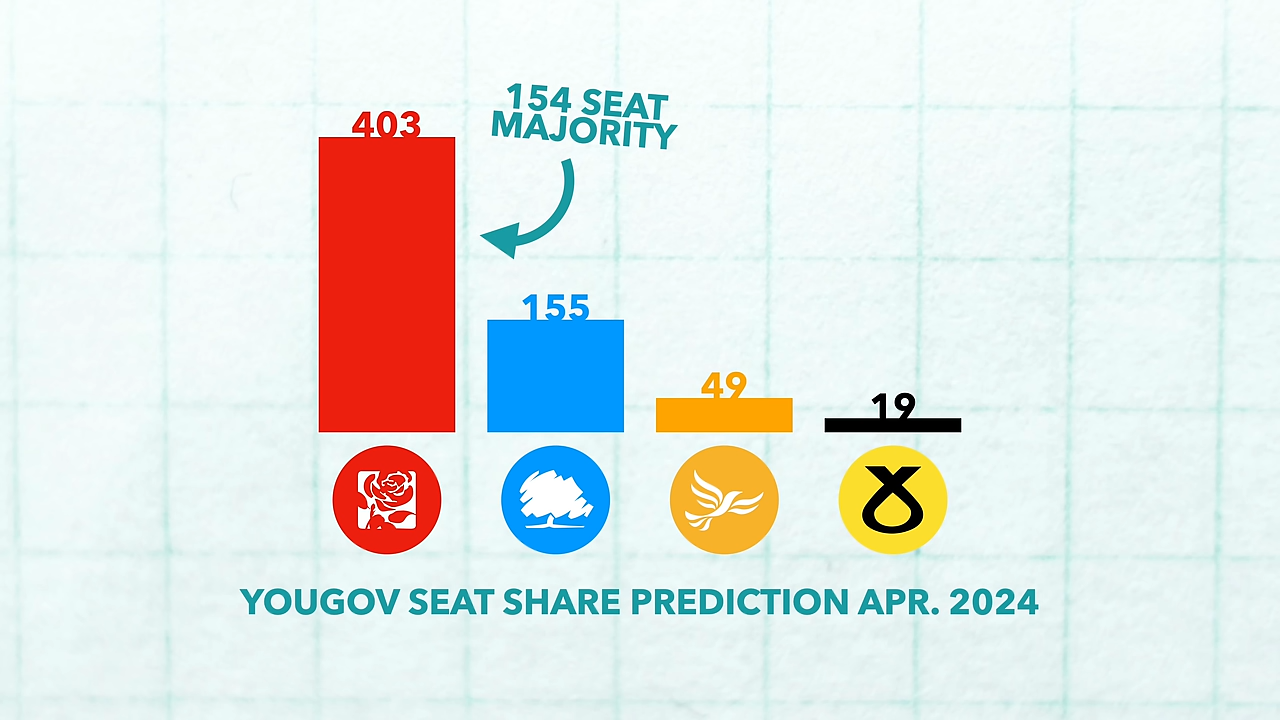 154 SEAT
MAJORITY
403
155
49
19
YOUGOV SEAT SHARE PREDICTION APR. 2024